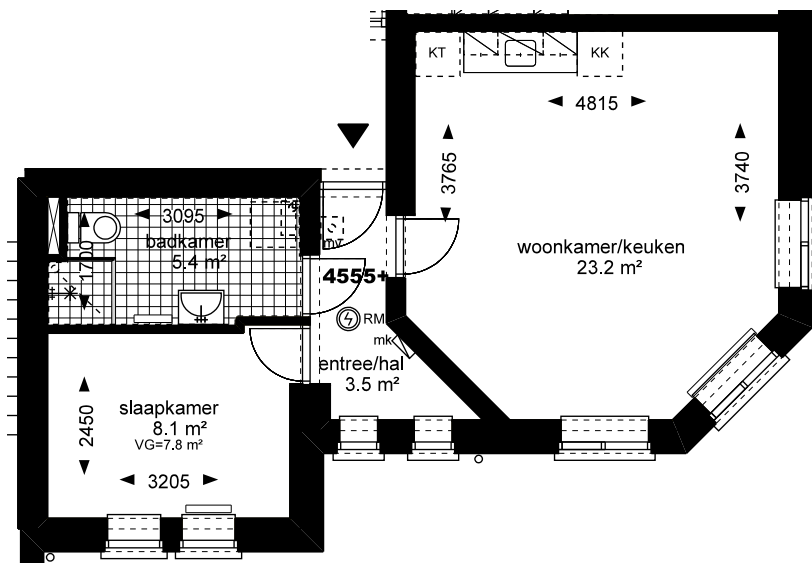 KT
KK
4815
3765
3740
3095
badkamer
5.4 m²
1700
mv
woonkamer/keuken
23.2 m²
4555+
RM
mk
entree/hal
3.5 m²
slaapkamer
8.1 m²
VG=7.8 m²
2450
3205